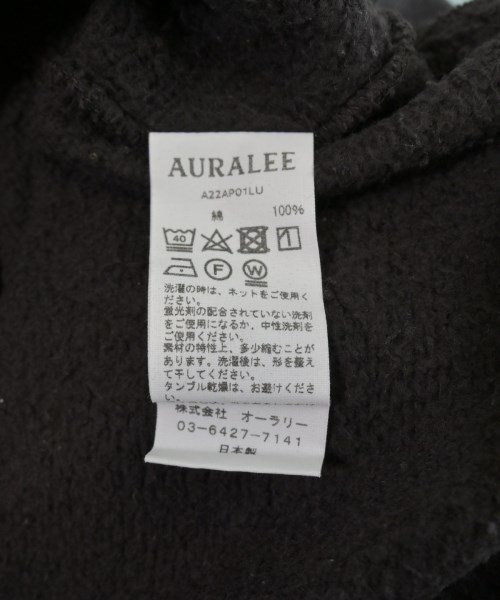 AURALEE
A22AP01LU
綿 100%
40
F W
洗濯の時は、ネットをご使用く
ださい。
蛍光剤の配合されていない洗剤
をご使用になるか、中性洗剤を
ご使用ください。
素材の特性上、多少縮むことが
あります。洗濯後は、形を整え
て干してください。
タンブル乾燥は、お避けくださ
い。
株式会社 オーラリー
03-6427-7141
日本製